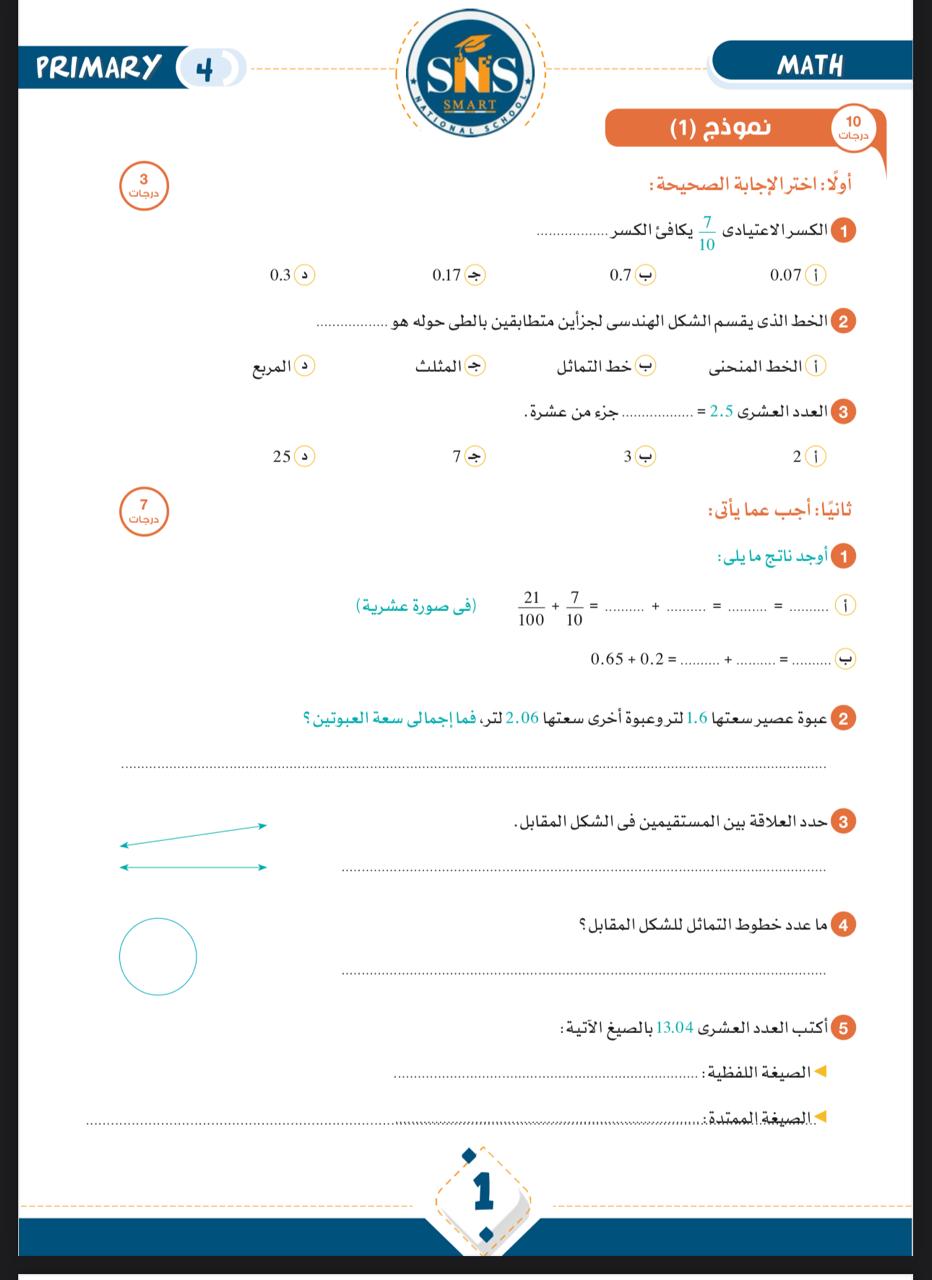 PRIMARY 4
SNS
SMART
NATIONAL SCHOOL
MATH
نموذج (1)
10 درجات
أولًا: اختر الإجابة الصحيحة:
3 درجات
1 الكسر الاعتيادى 7/10 يكافئ الكسر ..................
أ 0.07 ب 0.7 جـ 0.17 د 0.3
2 الخط الذى يقسم الشكل الهندسى لجزأين متطابقين بالطى حوله هو ..................
أ الخط المنحنى ب خط التماثل جـ المثلث د المربع
3 العدد العشرى 2.5 = .................. جزء من عشرة.
أ 2 ب 3 جـ 7 د 25
ثانيًا: أجب عما يأتى:
7 درجات
1 أوجد ناتج ما يلى:
أ 21/100 + 7/10 = .......... + .......... = .......... = .......... (فى صورة عشرية)
ب 0.65 + 0.2 = .......... + .......... = ..........
2 عبوة عصير سعتها 1.6 لتر وعبوة أخرى سعتها 2.06 لتر، فما إجمالى سعة العبوتين؟
3 حدد العلاقة بين المستقيمين فى الشكل المقابل.
4 ما عدد خطوط التماثل للشكل المقابل؟
5 أكتب العدد العشرى 13.04 بالصيغ الآتية:
الصيغة اللفظية: ..................
الصيغة الممتدة: ..................
1